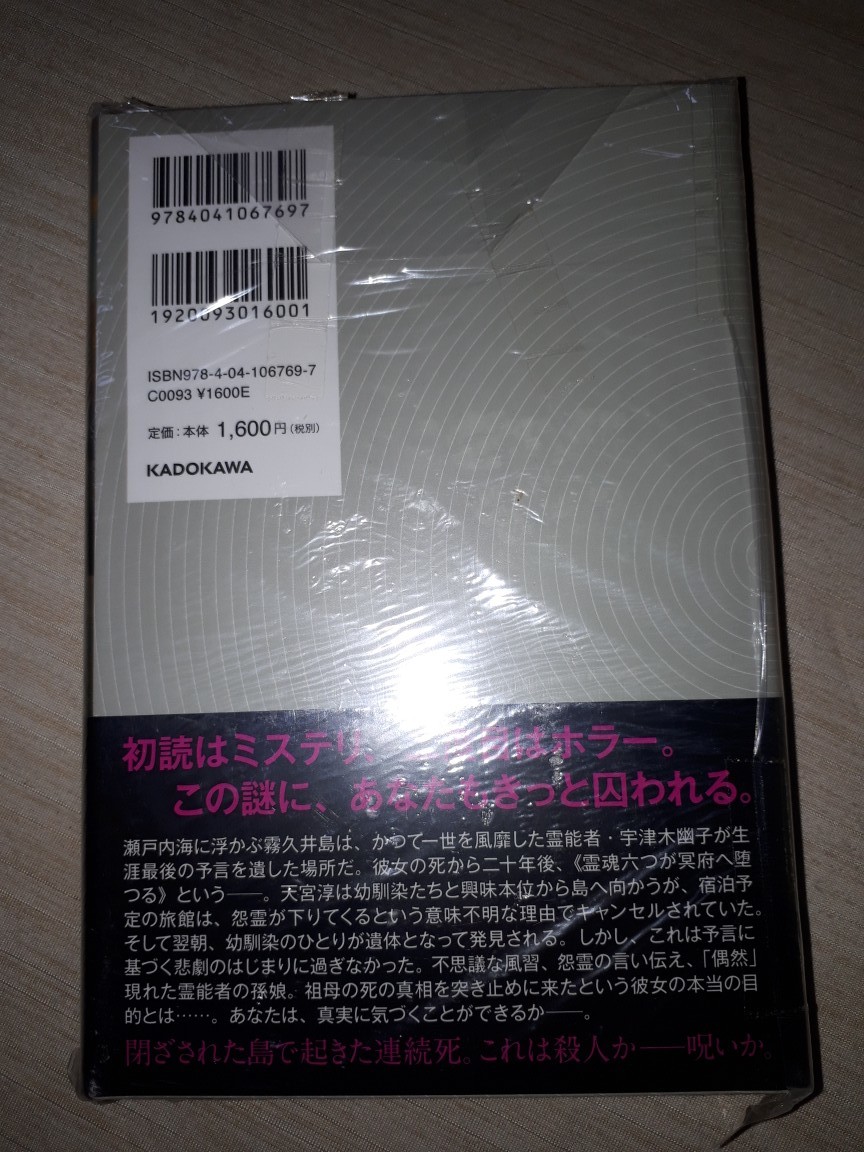 9784041067697
1920093016001
ISBN978-4-04-106769-7
C0093 ¥1600E
定価:本体 1,600円(税別)
KADOKAWA
初読はミステリ、 目はホラー。
この謎に、あなたもきっと囚われる。
瀬戸内海に浮かぶ霧久井島は、かつて一世を風靡した霊能者・宇津木幽子が生
涯最後の予言を遺した場所だ。彼女の死から二十年後、《霊魂六つが冥府へ堕
つる》という——。天宮淳は幼馴染たちと興味本位から島へ向かうが、宿泊予
定の旅館は、怨霊が下りてくるという意味不明な理由でキャンセルされていた。
そして翌朝、幼馴染のひとりが遺体となって発見される。しかし、これは予言に
基づく悲劇のはじまりに過ぎなかった。不思議な風習、怨霊の言い伝え、「偶然」
現れた霊能者の孫娘。祖母の死の真相を突き止めに来たという彼女の本当の目
的とは……。あなたは、真実に気づくことができるか——。
閉ざされた島で起きた連続死。これは殺人か——呪いか。